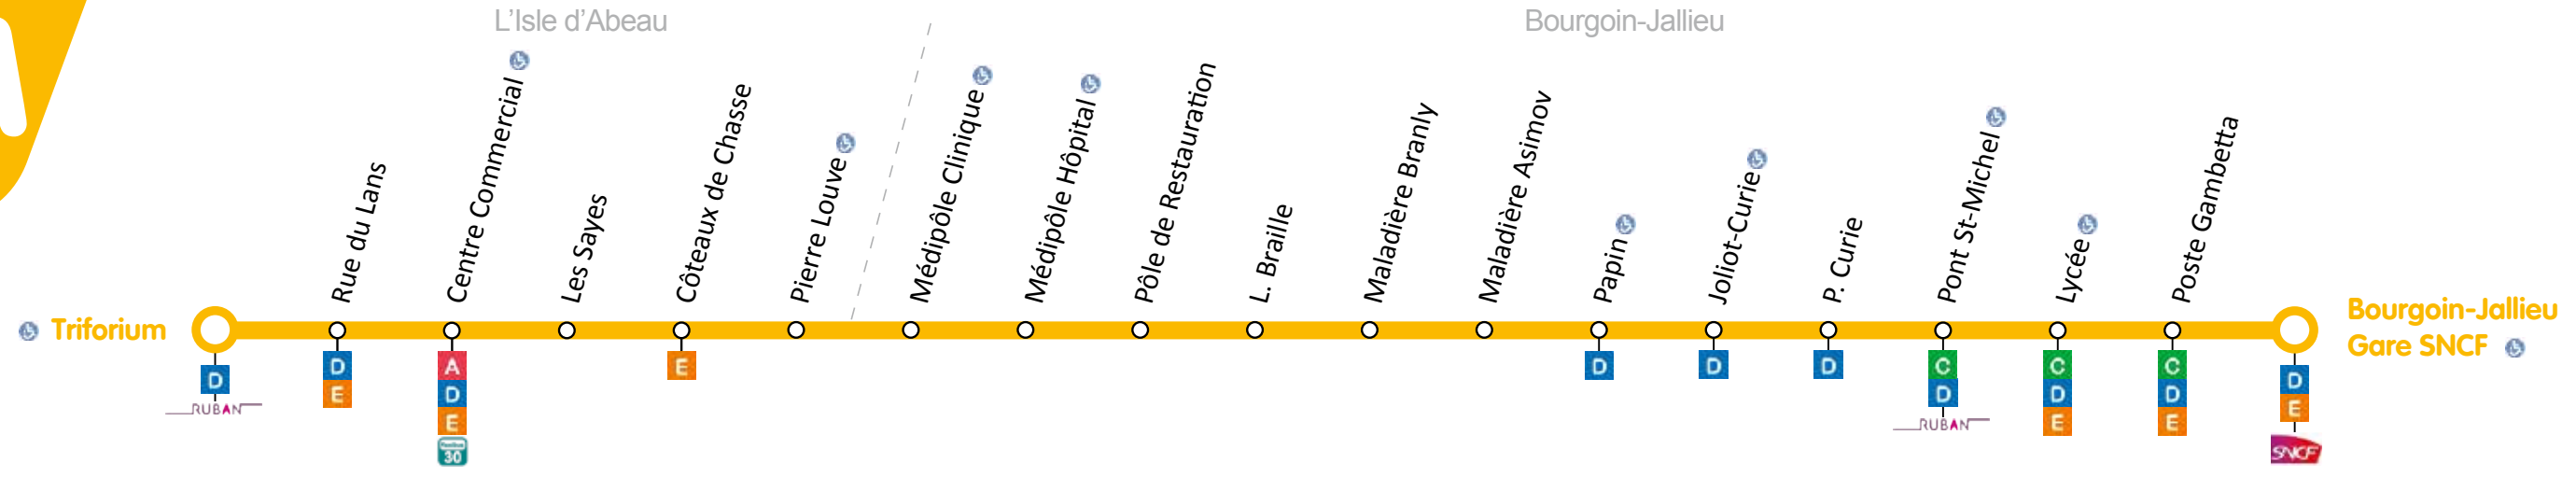 L'Isle d'Abeau
Bourgoin-Jallieu
Triforium
Rue du Lans
Centre Commercial
Les Sayes
Côteaux de Chasse
Pierre Louve
Médipôle Clinique
Médipôle Hôpital
Pôle de Restauration
L. Braille
Maladière Branly
Maladière Asimov
Papin
Joliot-Curie
P. Curie
Pont St-Michel
Lycée
Poste Gambetta
Bourgoin-Jallieu
Gare SNCF
D
RUBAN
D
E
A
D
E
30
E
D
D
D
C
D
RUBAN
C
D
E
C
D
E
D
E
SNCF